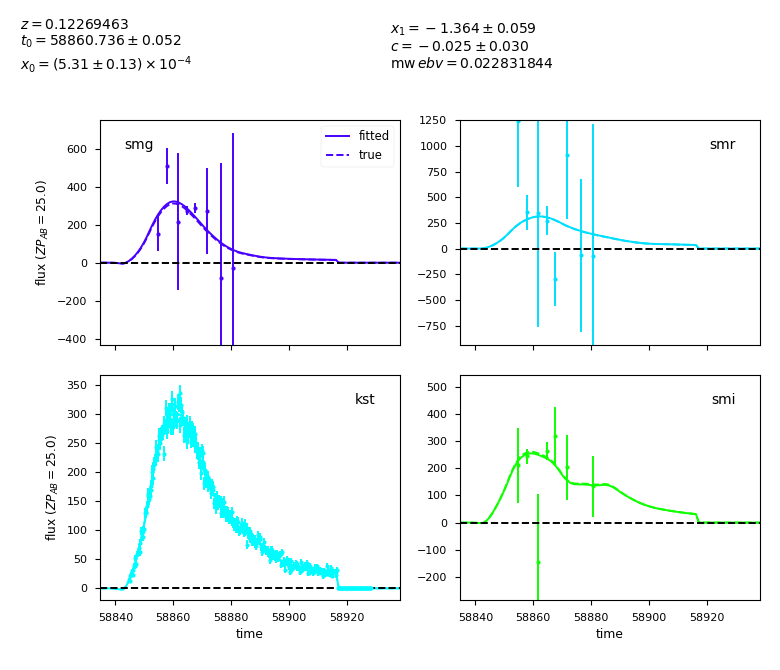 z = 0.12269463
t₀ = 58860.736 ± 0.052
x₀ = (5.31 ± 0.13) × 10⁻⁴
x₁ = −1.364 ± 0.059
c = −0.025 ± 0.030
mw ebv = 0.022831844
smg
fitted
true
600
400
200
0
−200
−400
flux (ZP_AB = 25.0)
smr
1250
1000
750
500
250
0
−250
−500
−750
kst
350
300
250
200
150
100
50
0
flux (ZP_AB = 25.0)
58840 58860 58880 58900 58920
time
smi
500
400
300
200
100
0
−100
−200
58840 58860 58880 58900 58920
time